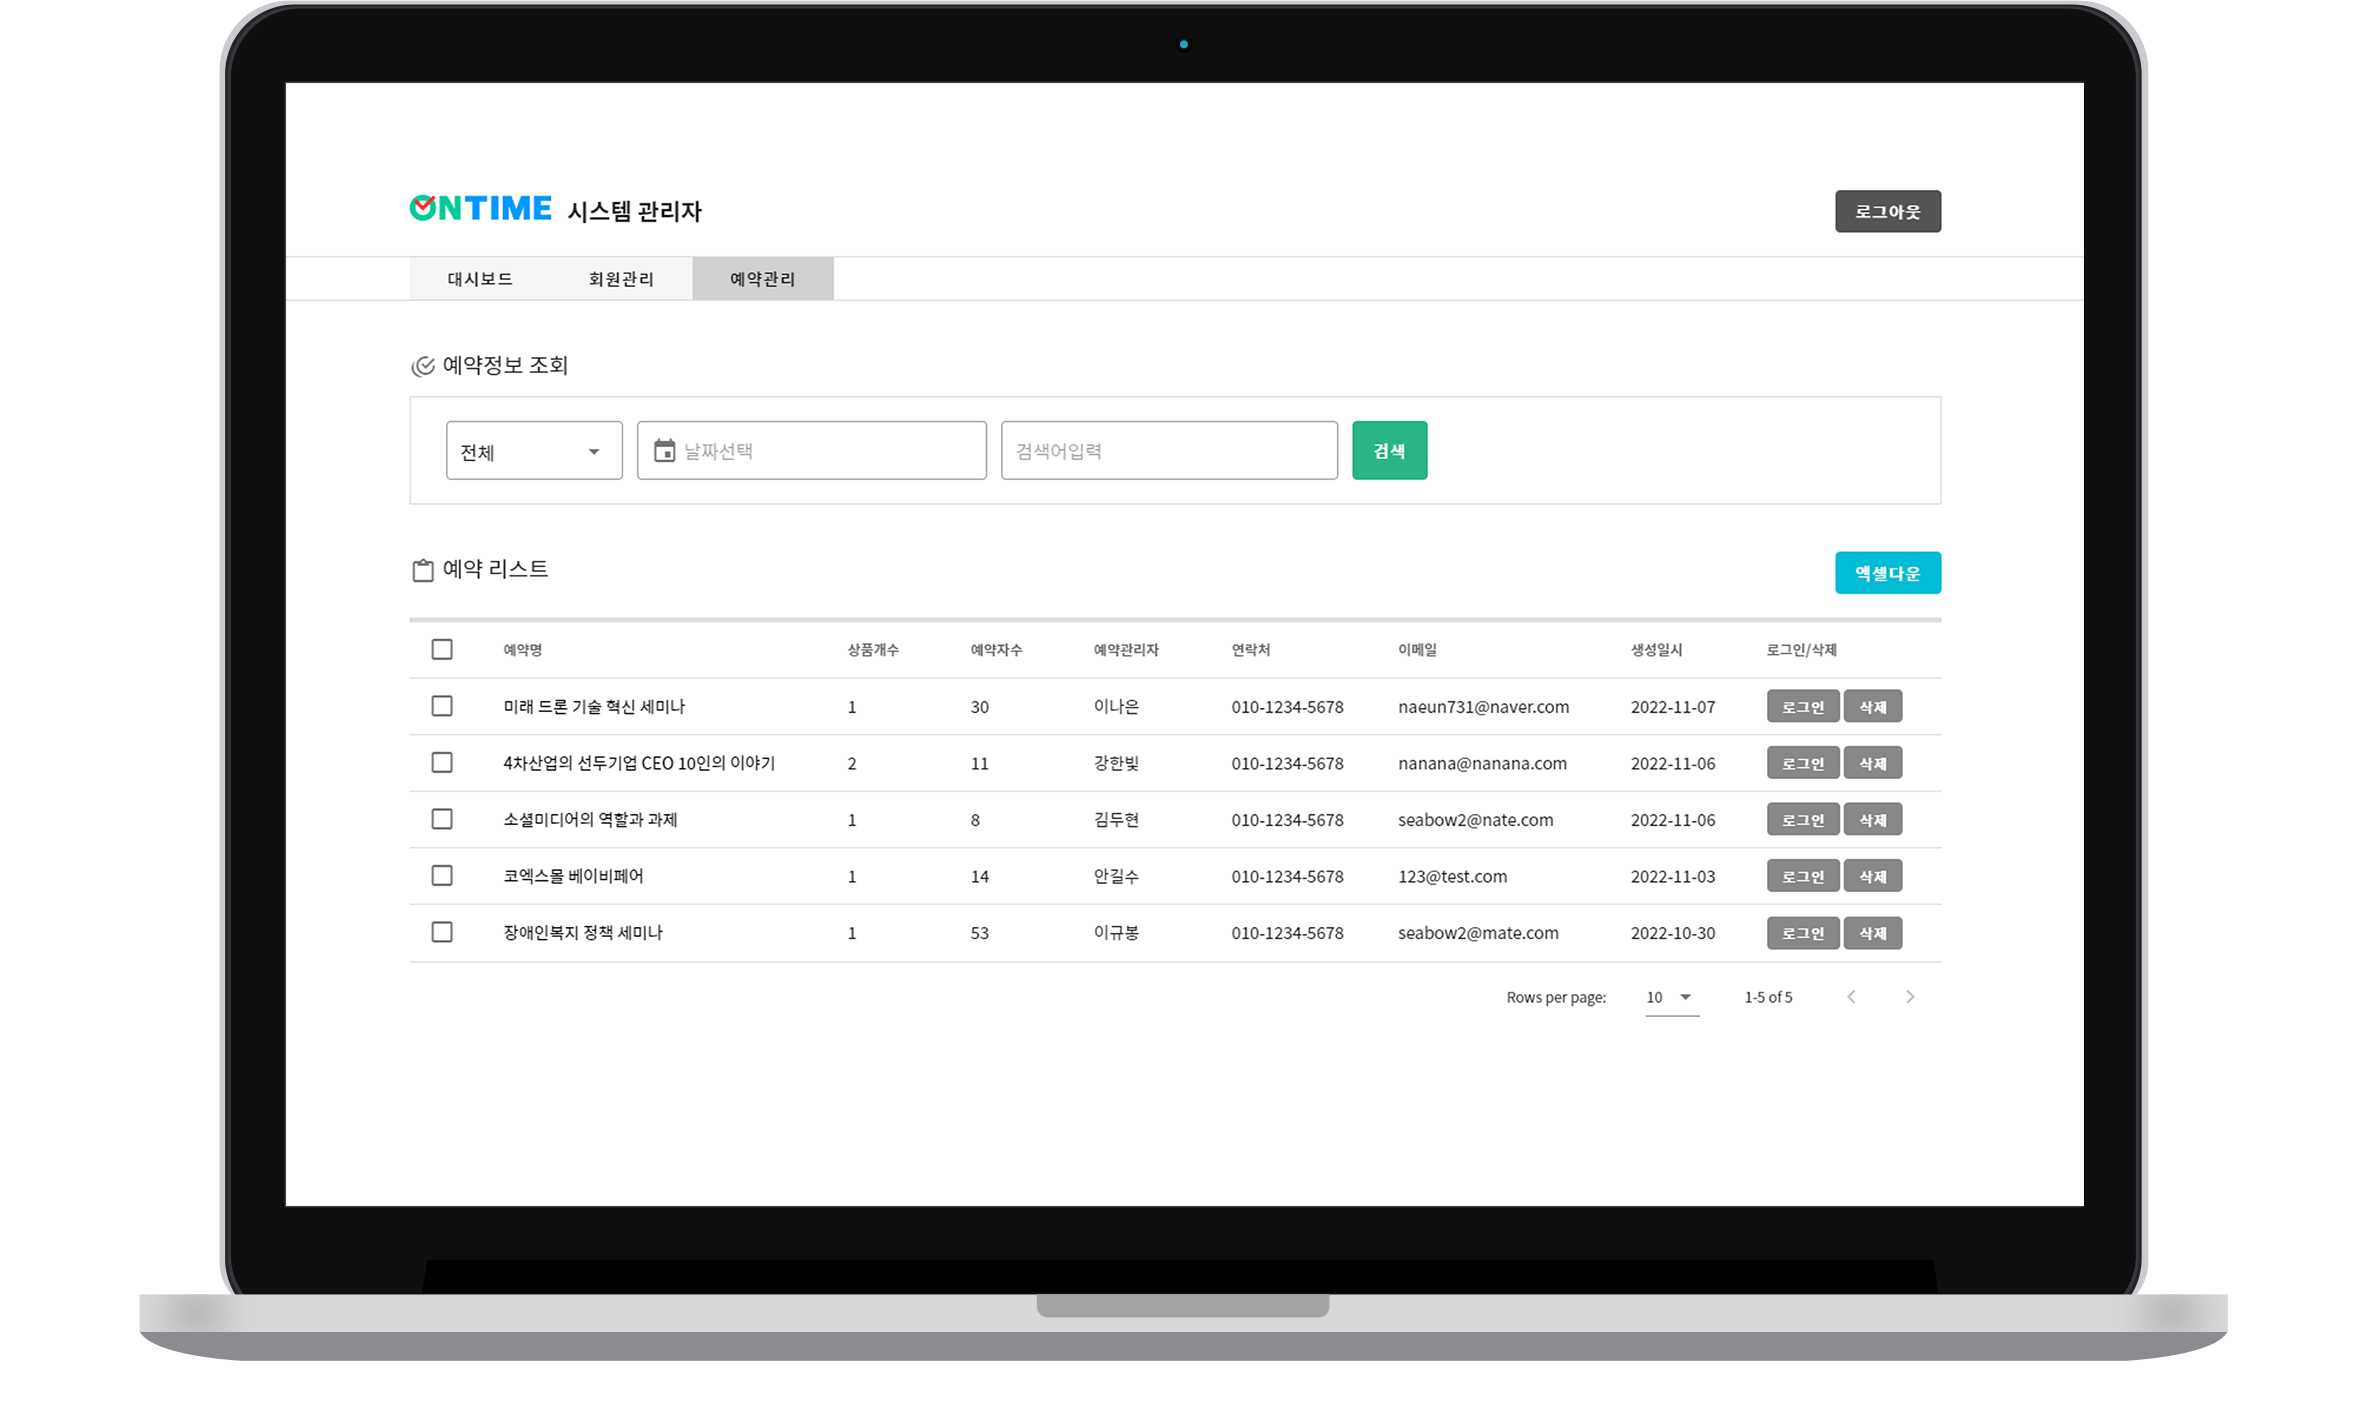 ONTIME 시스템 관리자
로그아웃
대시보드 회원관리 예약관리
예약정보 조회
전체 날짜선택 검색어입력 검색
예약 리스트
엑셀다운
예약명 상품개수 예약자수 예약관리자 연락처 이메일 생성일시 로그인/삭제
미래 드론 기술 혁신 세미나 1 30 이나은 010-1234-5678 naeun731@naver.com 2022-11-07 로그인 삭제
4차산업의 선두기업 CEO 10인의 이야기 2 11 강한빛 010-1234-5678 nanana@nanana.com 2022-11-06 로그인 삭제
소셜미디어의 역할과 과제 1 8 김두현 010-1234-5678 seabow2@nate.com 2022-11-06 로그인 삭제
코엑스몰 베이비페어 1 14 안길수 010-1234-5678 123@test.com 2022-11-03 로그인 삭제
장애인복지 정책 세미나 1 53 이규봉 010-1234-5678 seabow2@mate.com 2022-10-30 로그인 삭제
Rows per page: 10 1-5 of 5